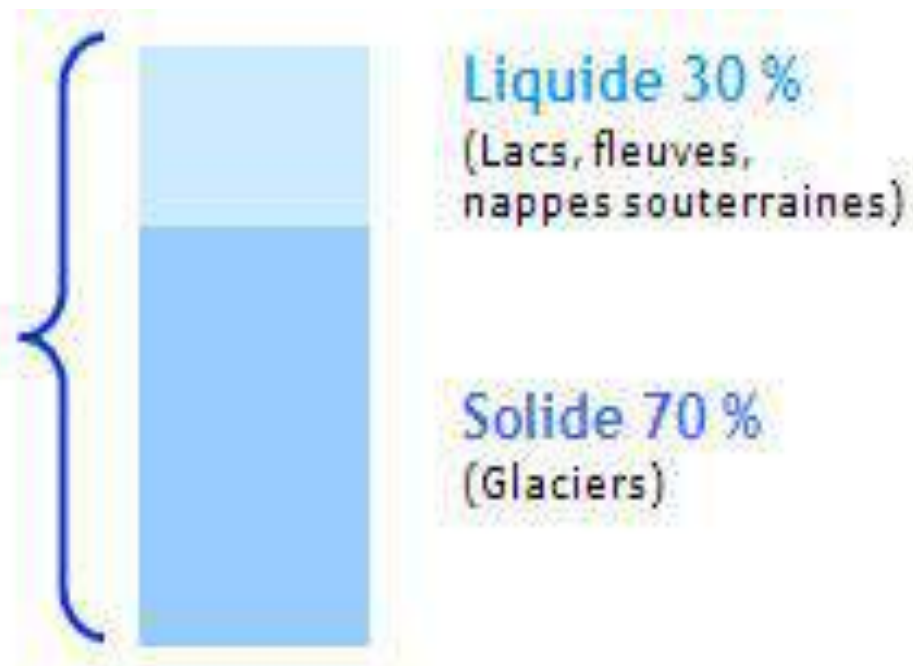 Liquide 30 %
(Lacs, fleuves,
nappes souterraines)
Solide 70 %
(Glaciers)